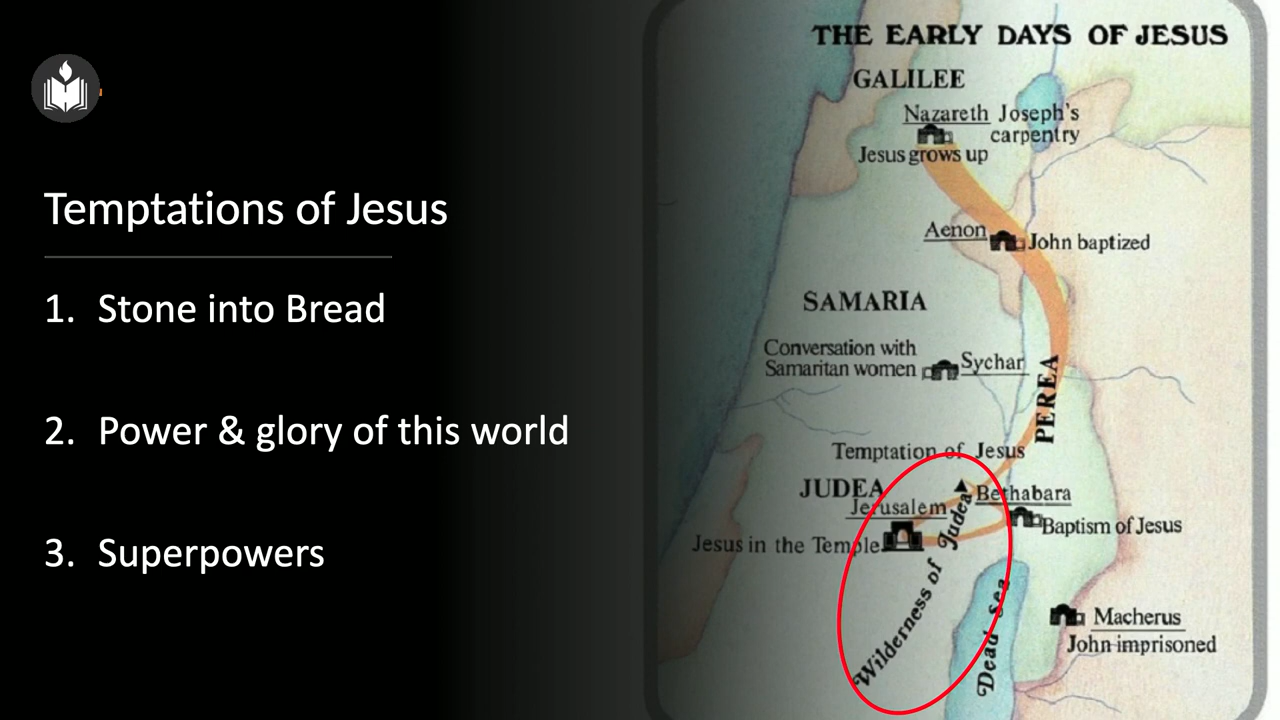 Temptations of Jesus
1. Stone into Bread
2. Power & glory of this world
3. Superpowers
THE EARLY DAYS OF JESUS
GALILEE
Nazareth
Joseph's
carpentry
Jesus grows up
Aenon
John baptized
SAMARIA
Conversation with
Samaritan women
Sychar
PEREA
Temptation of Jesus
JUDEA
Bethabara
Jerusalem
Baptism of Jesus
Jesus in the Temple
Wilderness of Judea
Dead sea
Macherus
John imprisoned